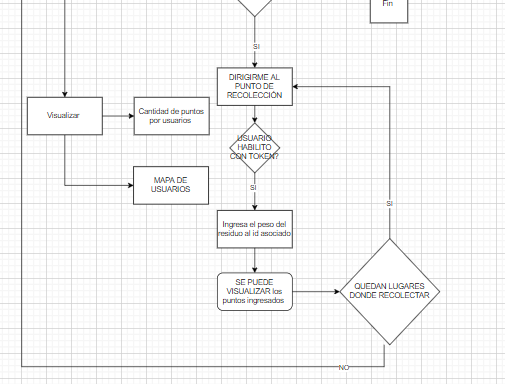 Fin
SI
DIRIGIRME AL
PUNTO DE
RECOLECCIÓN
Visualizar
Cantidad de puntos
por usuarios
USUARIO
HABILITO
CON TOKEN?
MAPA DE
USUARIOS
SI
SI
Ingresa el peso del
residuo al id asociado
SE PUEDE
VISUALIZAR los
puntos ingresados
QUEDAN LUGARES
DONDE RECOLECTAR
NO